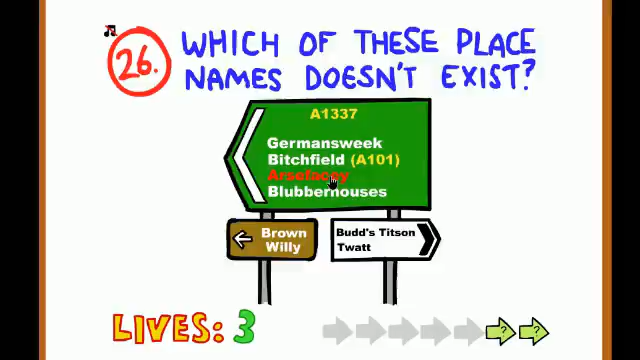 26.
WHICH OF THESE PLACE
NAMES DOESN'T EXIST?
A1337
Germansweek
Bitchfield (A101)
Arsefacey
Blubberhouses
Brown
Willy
Budd's Titson
Twatt
LIVES: 3
? ?